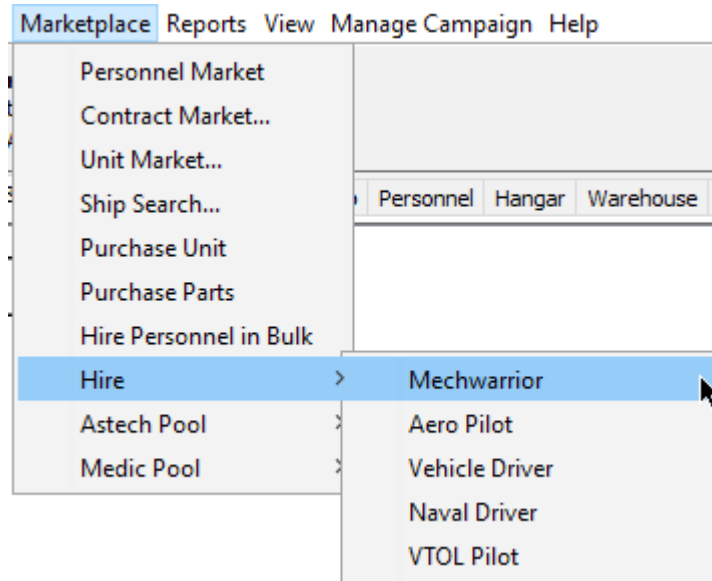 Marketplace Reports View Manage Campaign Help
Personnel Market
Contract Market...
Unit Market...
Ship Search...
Personnel Hangar Warehouse
Purchase Unit
Purchase Parts
Hire Personnel in Bulk
Hire >
Mechwarrior
Astech Pool >
Aero Pilot
Medic Pool >
Vehicle Driver
Naval Driver
VTOL Pilot